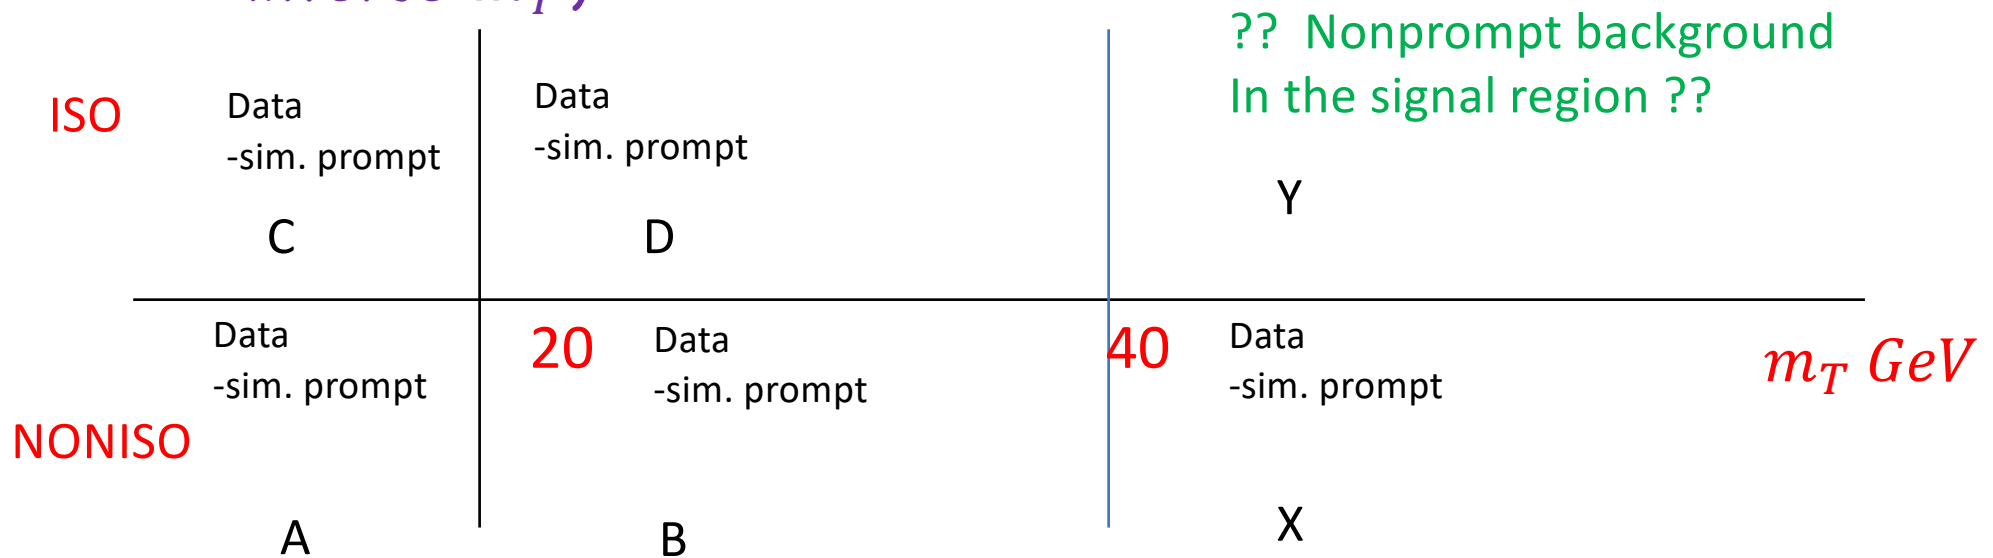 ?? Nonprompt background
In the signal region ??
ISO
Data
-sim. prompt
C
Data
-sim. prompt
D
Y
NONISO
Data
-sim. prompt
A
20
Data
-sim. prompt
B
40
Data
-sim. prompt
X
m_T GeV